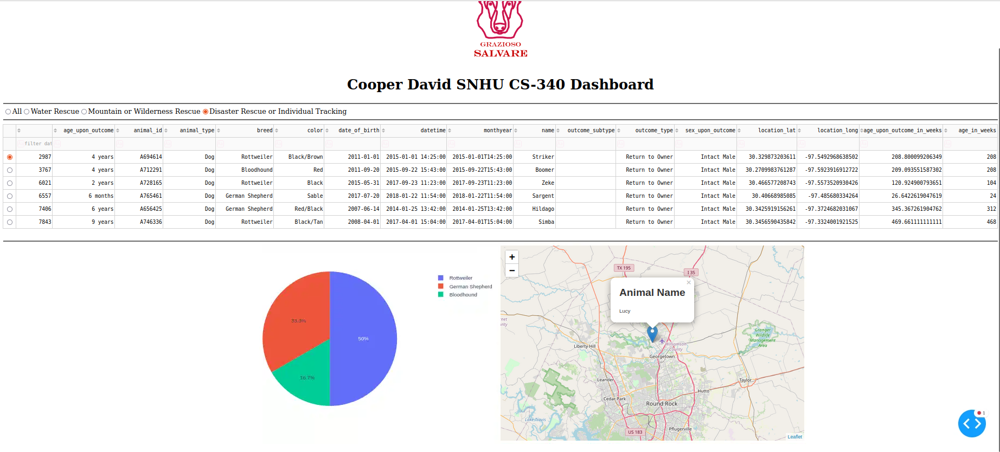 GRAZIOSO
SALVARE
Cooper David SNHU CS-340 Dashboard
All Water Rescue Mountain or Wilderness Rescue Disaster Rescue or Individual Tracking
age_upon_outcome animal_id animal_type breed color date_of_birth datetime monthyear name outcome_subtype outcome_type sex_upon_outcome location_lat location_long age_upon_outcome_in_weeks age_in_weeks
filter dat
2987 4 years A694614 Dog Rottweiler Black/Brown 2011-01-01 2015-01-01 14:25:00 2015-01-01T14:25:00 Striker Return to Owner Intact Male 30.329873203611 -97.5492968638502 208.800099206349 208
3767 4 years A712291 Dog Bloodhound Red 2011-09-20 2015-09-22 15:43:00 2015-09-22T15:43:00 Boomer Return to Owner Intact Male 30.2709983761287 -97.5923916912722 209.093551587302 208
6021 2 years A728165 Dog Rottweiler Black 2015-05-31 2017-09-23 11:23:00 2017-09-23T11:23:00 Zeke Return to Owner Intact Male 30.466577208743 -97.5573520930426 120.924900793651 104
6557 6 months A765461 Dog German Shepherd Sable 2017-07-20 2018-01-22 11:54:00 2018-01-22T11:54:00 Sargent Return to Owner Intact Male 30.40668985085 -97.485680334264 26.6422619047619 24
7406 6 years A656425 Dog German Shepherd Red/Black 2007-06-14 2014-01-25 13:42:00 2014-01-25T13:42:00 Hildago Return to Owner Intact Male 30.3425919156261 -97.3724682031067 345.367261904762 312
7843 9 years A746336 Dog Rottweiler Black/Tan 2008-04-01 2017-04-01 15:04:00 2017-04-01T15:04:00 Simba Return to Owner Intact Male 30.3456590435842 -97.3324001921525 469.661111111111 468
Rottweiler
German Shepherd
Bloodhound
33.3%
50%
16.7%
+
−
TX 195
I 35
×
Animal Name
Lucy
net
unty
Granger
Wildlife
Management
Area
Liberty Hill
Williamson
County
Georgetown
Leander
Taylor
Hutto
Cedar Park
Round Rock
Lake Travis
US 183
Pflugerville
Leaflet
1